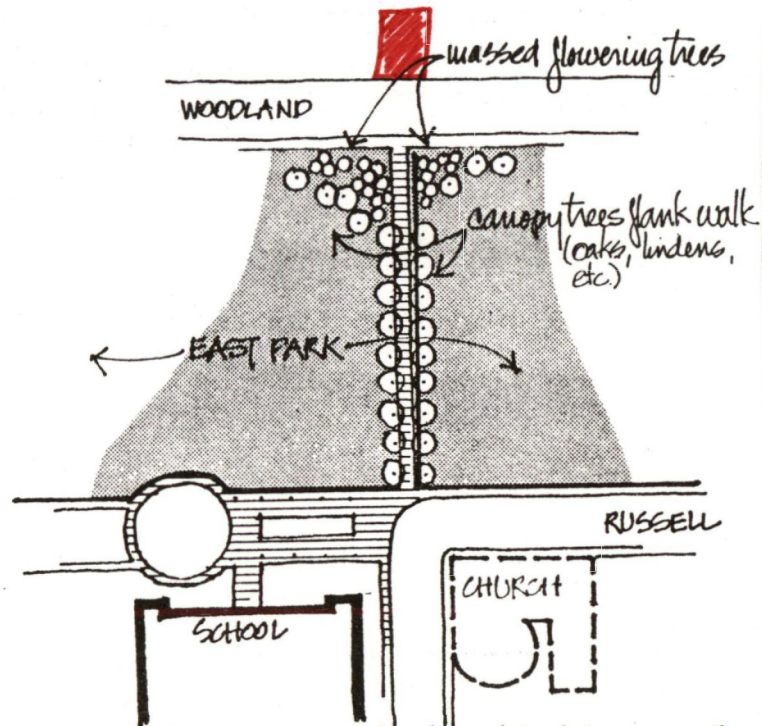 massed flowering trees
WOODLAND
canopy trees flank walk
(oaks, lindens,
etc.)
EAST PARK
RUSSELL
CHURCH
SCHOOL